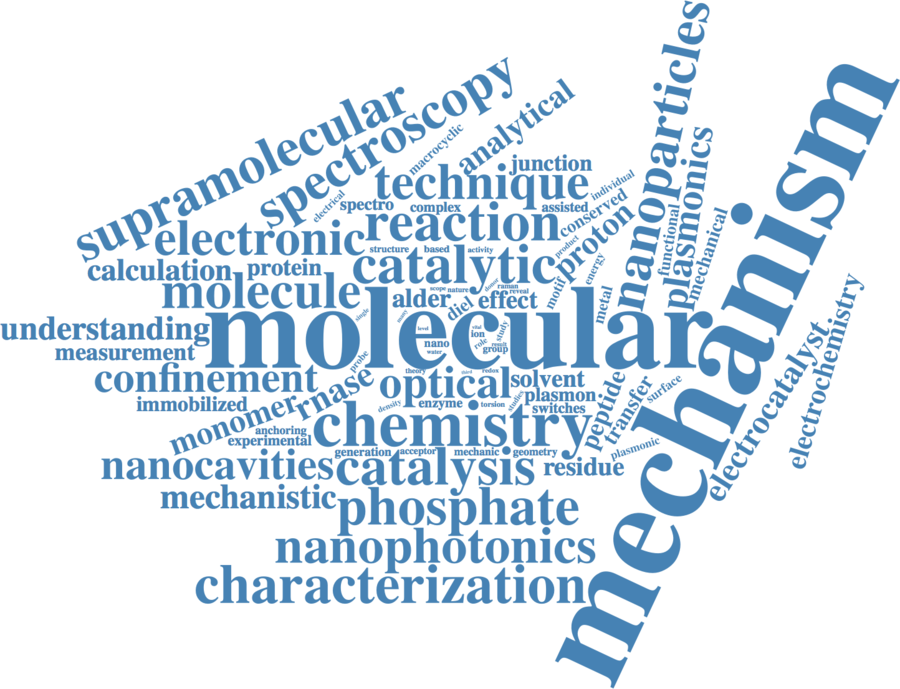 nanoparticles
mechanism
supramolecular
spectroscopy
analytical
macrocyclic
junction
technique
individual
electrical
spectro
complex
assisted
conserved
plasmonics
functional
mechanical
electronic
reaction
proton
product
structure
based
activity
calculation
protein
catalytic
energy
motif
metal
molecule
scope
nature
donor
raman
reveal
alder
diel
effect
single
many
understanding
molecular
level
vital
ion
role
study
nano
result
group
water
measurement
probe
electrocatalyst
electrochemistry
confinement
rnase
theory
redox
optical
solvent
peptide
transfer
surface
immobilized
monomer
density
enzyme
torsion
studies
plasmon
switches
anchoring
experimental
chemistry
plasmonic
generation
acceptor
mechanic
geometry
nanocavities
catalysis
residue
mechanistic
phosphate
nanophotonics
characterization